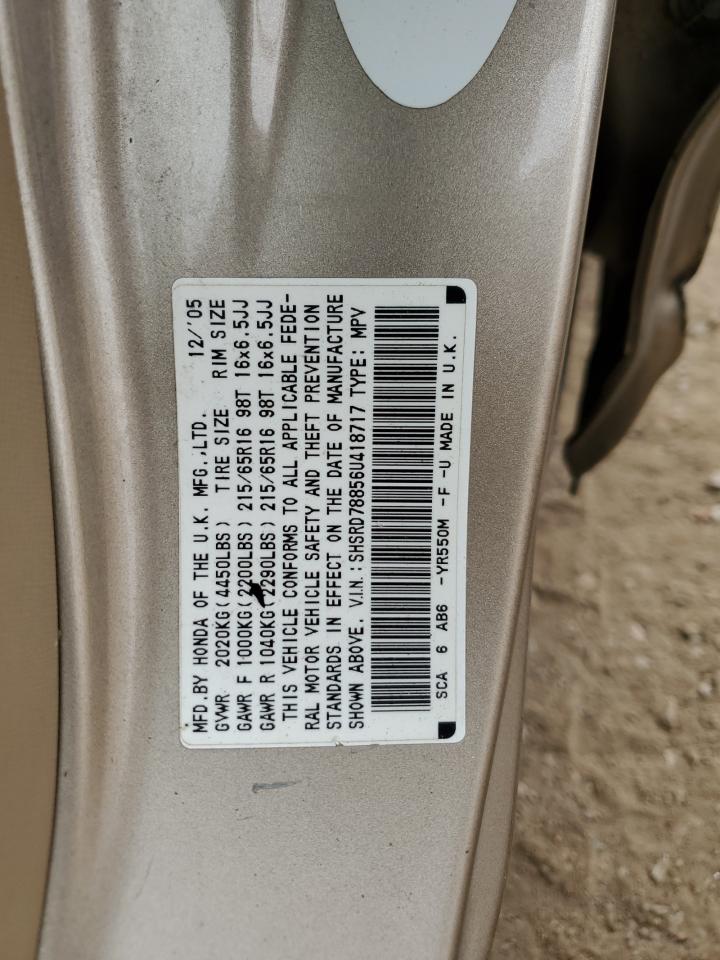 MFD.BY HONDA OF THE U.K. MFG.,LTD. 12/'05
GVWR 2020KG(4450LBS) TIRE SIZE RIM SIZE
GAWR F 1000KG(2200LBS) 215/65R16 98T 16x6.5JJ
GAWR R 1040KG(2290LBS) 215/65R16 98T 16x6.5JJ
THIS VEHICLE CONFORMS TO ALL APPLICABLE FEDE-
RAL MOTOR VEHICLE SAFETY AND THEFT PREVENTION
STANDARDS IN EFFECT ON THE DATE OF MANUFACTURE
SHOWN ABOVE. V.I.N.: SHSRD78856U418717 TYPE: MPV
SCA 6 AB6 -YR550M -F -U MADE IN U.K.